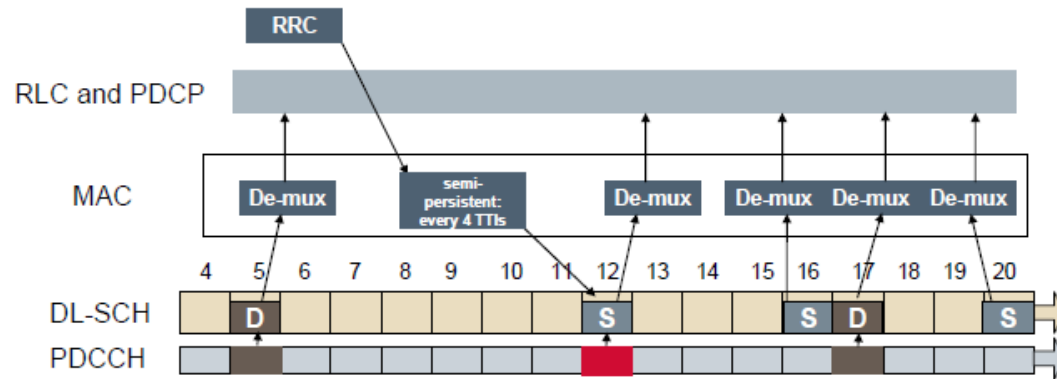 RRC
RLC and PDCP
MAC
De-mux
semi-
persistent:
every 4 TTIs
De-mux
De-mux
De-mux
De-mux
4 5 6 7 8 9 10 11 12 13 14 15 16 17 18 19 20
DL-SCH
D
S
S
D
S
PDCCH